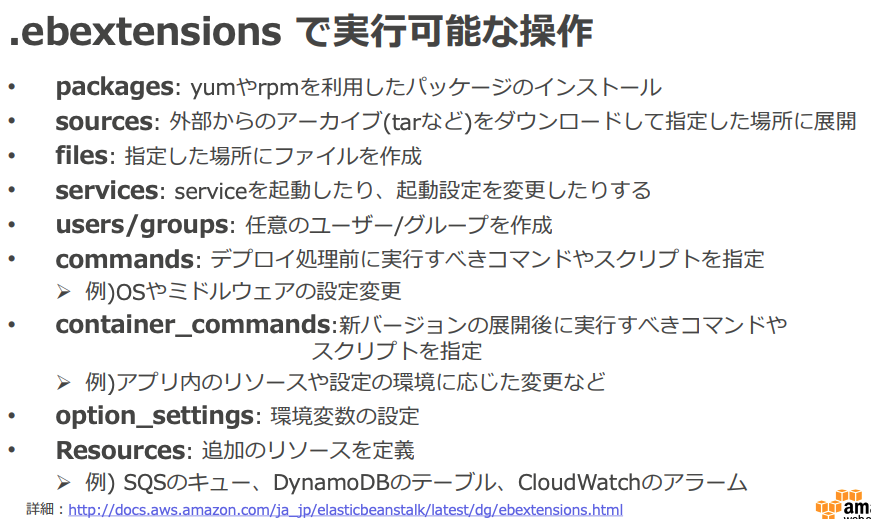 .ebextensions で実行可能な操作
• packages: yumやrpmを利用したパッケージのインストール
• sources: 外部からのアーカイブ(tarなど)をダウンロードして指定した場所に展開
• files: 指定した場所にファイルを作成
• services: serviceを起動したり、起動設定を変更したりする
• users/groups: 任意のユーザー/グループを作成
• commands: デプロイ処理前に実行すべきコマンドやスクリプトを指定
➢ 例)OSやミドルウェアの設定変更
• container_commands:新バージョンの展開後に実行すべきコマンドや
スクリプトを指定
➢ 例)アプリ内のリソースや設定の環境に応じた変更など
• option_settings: 環境変数の設定
• Resources: 追加のリソースを定義
➢ 例) SQSのキュー、DynamoDBのテーブル、CloudWatchのアラーム
詳細：http://docs.aws.amazon.com/ja_jp/elasticbeanstalk/latest/dg/ebextensions.html